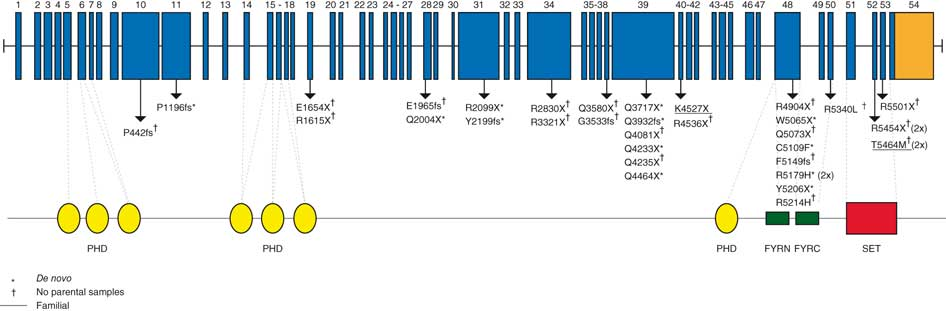 1 2 3 4 5 6 7 8 9 10 11 12 13 14 15 - 18 19 20 21 22 23 24 - 27 28 29 30 31 32 33 34 35-38 39 40-42 43-45 46 47 48 49 50 51 52 53 54
P1196fs*
P442fs†
E1654X†
R1615X†
E1965fs†
Q2004X*
R2099X*
Y2199fs*
R2830X†
R3321X†
Q3580X†
G3533fs†
Q3717X*
Q3932fs*
Q4081X†
Q4233X*
Q4235X†
Q4464X*
K4527X
R4536X†
R4904X†
W5065X*
Q5073X†
C5109F*
F5149fs†
R5179H* (2x)
Y5206X*
R5214H†
R5340L †
R5501X†
R5454X† (2x)
T5464M† (2x)
PHD PHD PHD FYRN FYRC SET
* De novo
† No parental samples
Familial